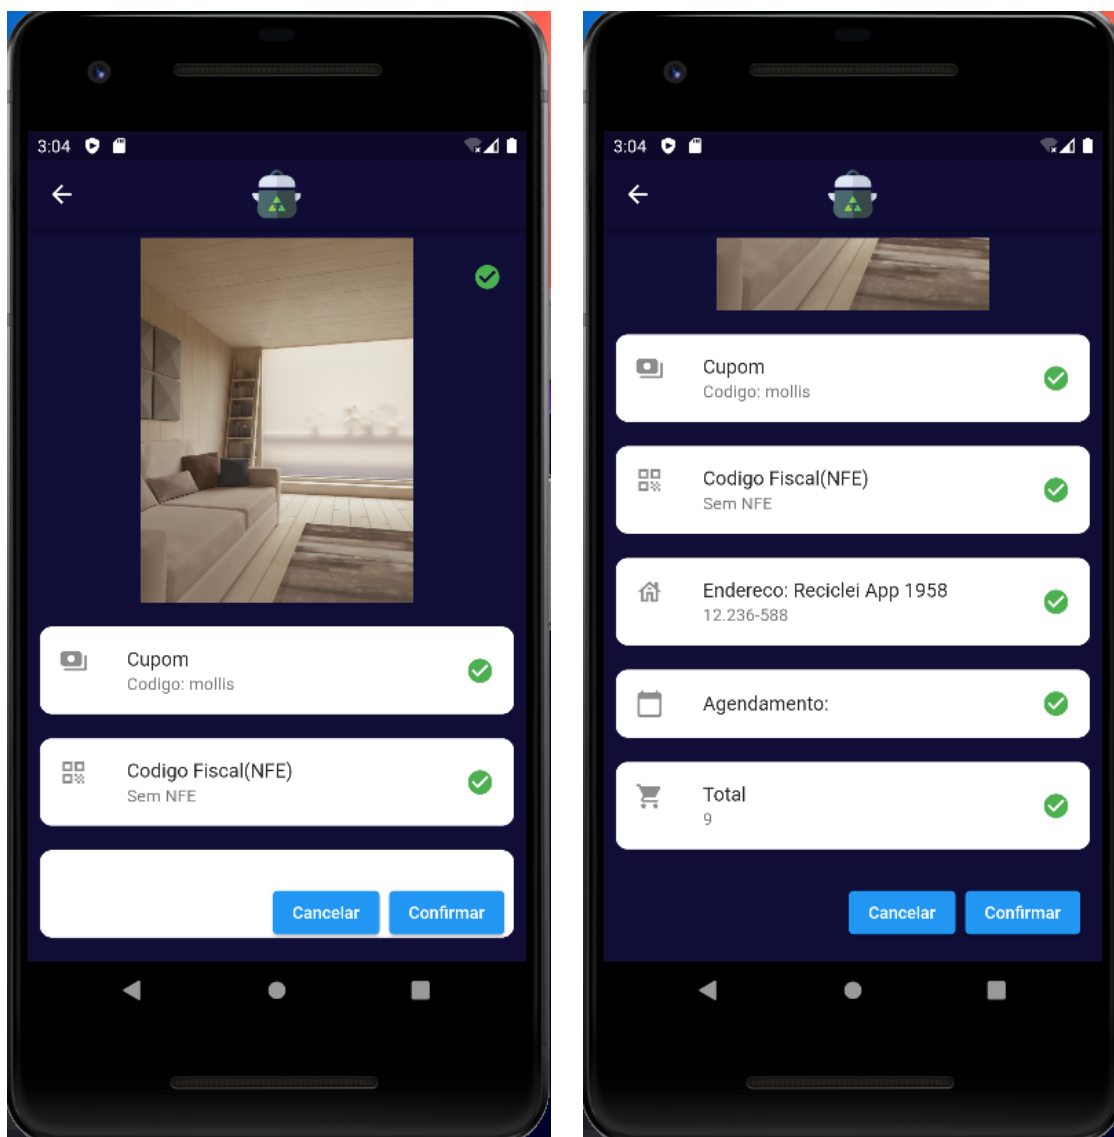 3:04
Cupom
Codigo: mollis
Codigo Fiscal(NFE)
Sem NFE
Cancelar
Confirmar
3:04
Cupom
Codigo: mollis
Codigo Fiscal(NFE)
Sem NFE
Endereco: Reciclei App 1958
12.236-588
Agendamento:
Total
9
Cancelar
Confirmar